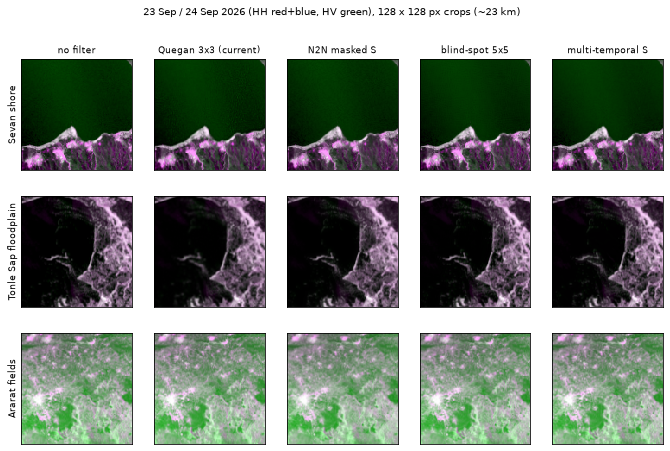 23 Sep / 24 Sep 2026 (HH red+blue, HV green), 128 x 128 px crops (~23 km)
no filter
Quegan 3x3 (current)
N2N masked S
blind-spot 5x5
multi-temporal S
Sevan shore
Tonle Sap floodplain
Ararat fields